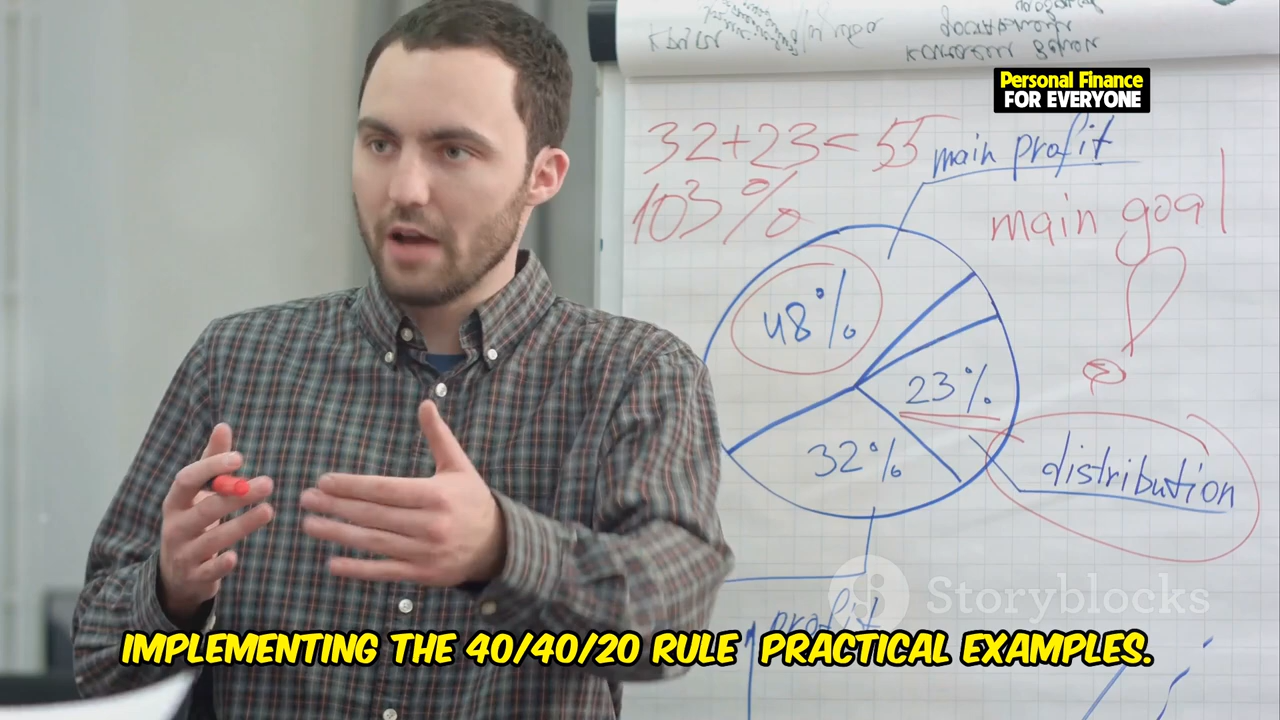 Personal Finance
FOR EVERYONE
32+23= 55
main profit
103%
main goal
48%
23%
32%
distribution
Storyblocks
profit
IMPLEMENTING THE 40/40/20 RULE PRACTICAL EXAMPLES.